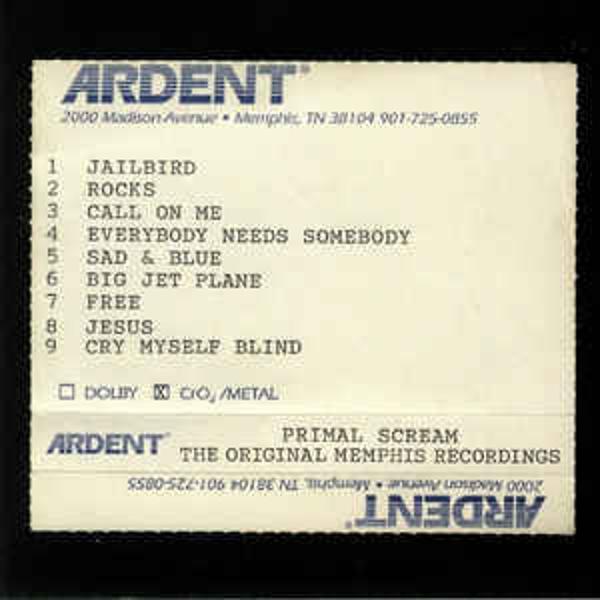 ARDENT
2000 Madison Avenue • Memphis, TN 38104 901-725-0855
1 JAILBIRD
2 ROCKS
3 CALL ON ME
4 EVERYBODY NEEDS SOMEBODY
5 SAD & BLUE
6 BIG JET PLANE
7 FREE
8 JESUS
9 CRY MYSELF BLIND
☐ DOLBY ☒ CrO₂/METAL
ARDENT
PRIMAL SCREAM
THE ORIGINAL MEMPHIS RECORDINGS
2000 Madison Avenue • Memphis, TN 38104 901-725-0855
ARDENT